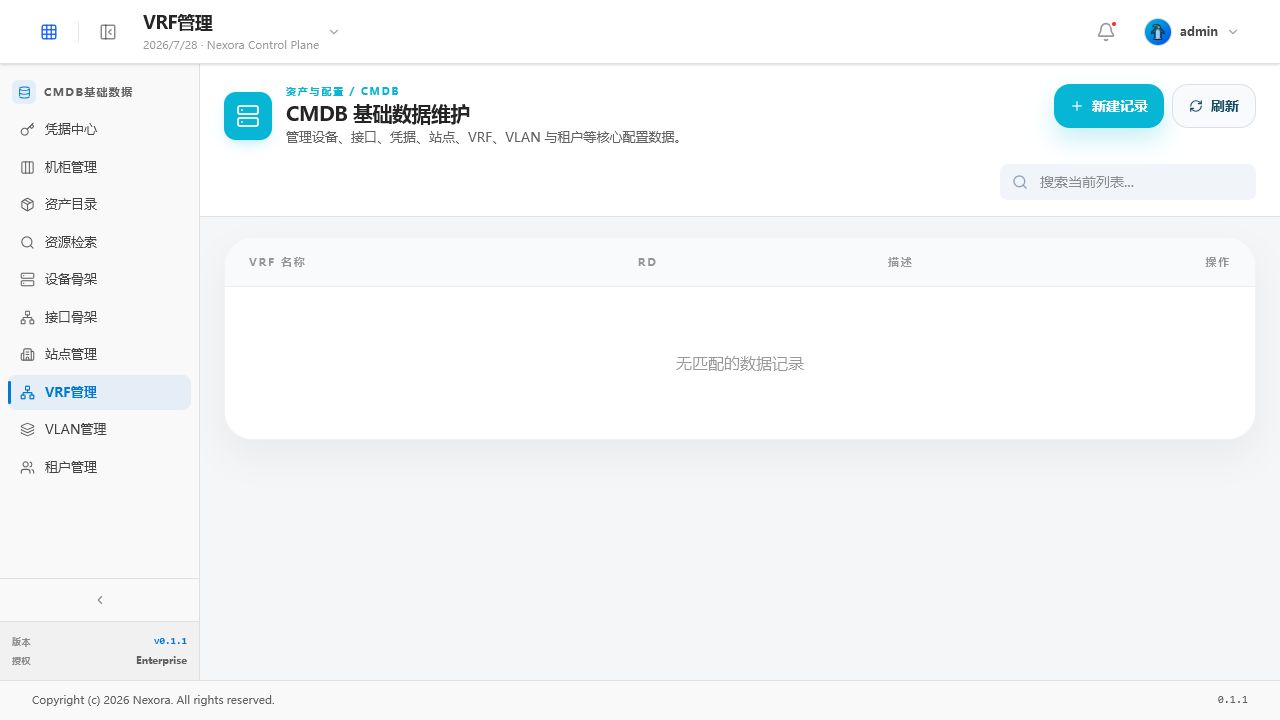 VRF管理
2026/7/28 · Nexora Control Plane
admin
CMDB基础数据
凭据中心
机柜管理
资产目录
资源检索
设备骨架
接口骨架
站点管理
VRF管理
VLAN管理
租户管理
版本 v0.1.1
授权 Enterprise
资产与配置 / CMDB
CMDB 基础数据维护
管理设备、接口、凭据、站点、VRF、VLAN 与租户等核心配置数据。
新建记录
刷新
搜索当前列表...
VRF 名称 RD 描述 操作
无匹配的数据记录
Copyright (c) 2026 Nexora. All rights reserved.
0.1.1